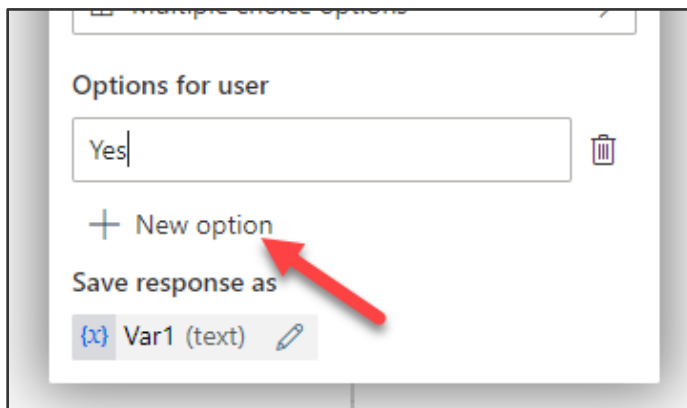 Multiple choice options
Options for user
Yes
New option
Save response as
{x} Var1 (text)